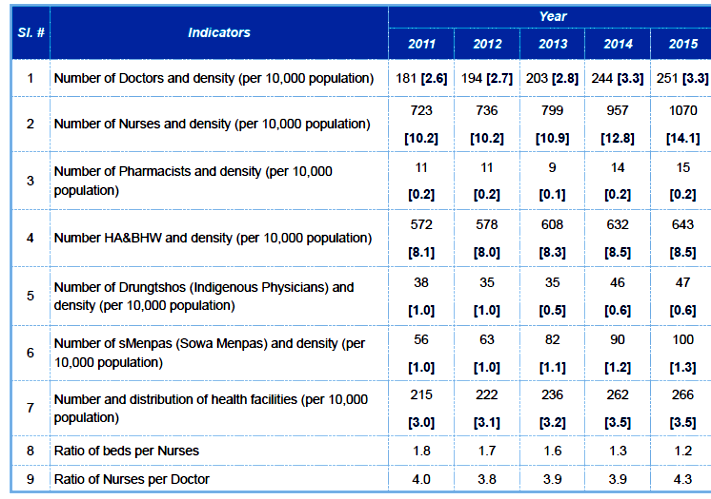 Sl. # Indicators Year
2011 2012 2013 2014 2015
1 Number of Doctors and density (per 10,000 population) 181 [2.6] 194 [2.7] 203 [2.8] 244 [3.3] 251 [3.3]
2 Number of Nurses and density (per 10,000 population) 723 736 799 957 1070
[10.2] [10.2] [10.9] [12.8] [14.1]
3 Number of Pharmacists and density (per 10,000 11 11 9 14 15
population) [0.2] [0.2] [0.1] [0.2] [0.2]
4 Number HA&BHW and density (per 10,000 population) 572 578 608 632 643
[8.1] [8.0] [8.3] [8.5] [8.5]
5 Number of Drungtshos (Indigenous Physicians) and 38 35 35 46 47
density (per 10,000 population) [1.0] [1.0] [0.5] [0.6] [0.6]
6 Number of sMenpas (Sowa Menpas) and density (per 56 63 82 90 100
10,000 population) [1.0] [1.0] [1.1] [1.2] [1.3]
7 Number and distribution of health facilities (per 10,000 215 222 236 262 266
population) [3.0] [3.1] [3.2] [3.5] [3.5]
8 Ratio of beds per Nurses 1.8 1.7 1.6 1.3 1.2
9 Ratio of Nurses per Doctor 4.0 3.8 3.9 3.9 4.3